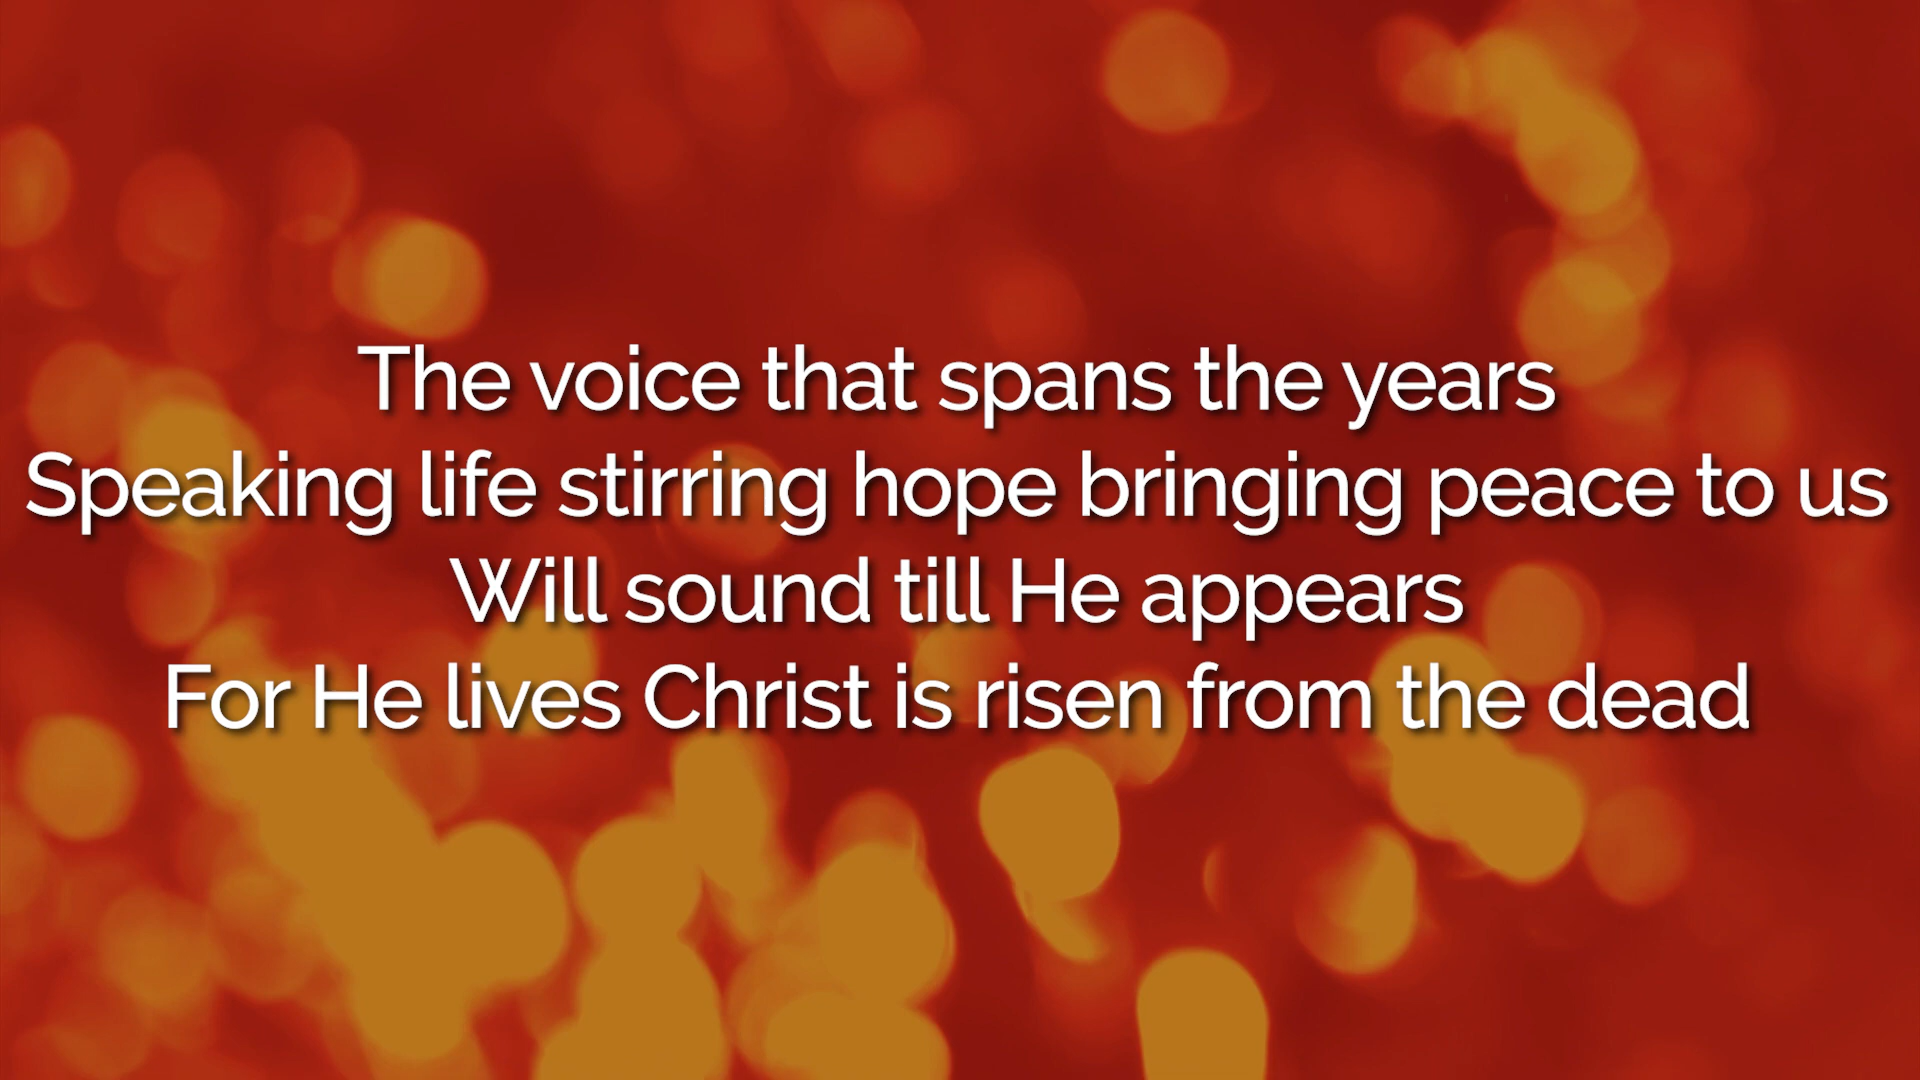 The voice that spans the years
Speaking life stirring hope bringing peace to us
Will sound till He appears
For He lives Christ is risen from the dead